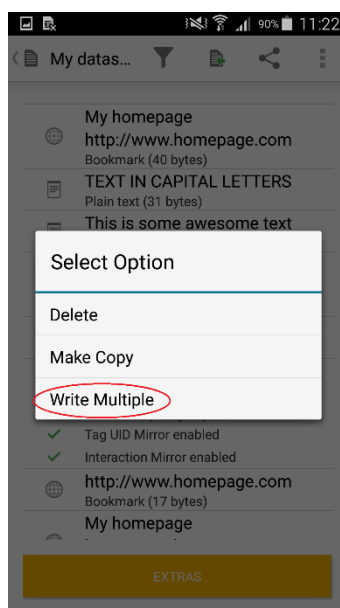 90% 11:22
My datas...
My homepage
http://www.homepage.com
Bookmark (40 bytes)
TEXT IN CAPITAL LETTERS
Plain text (31 bytes)
This is some awesome text
Select Option
Delete
Make Copy
Write Multiple
Tag UID Mirror enabled
Interaction Mirror enabled
http://www.homepage.com
Bookmark (17 bytes)
My homepage
EXTRAS